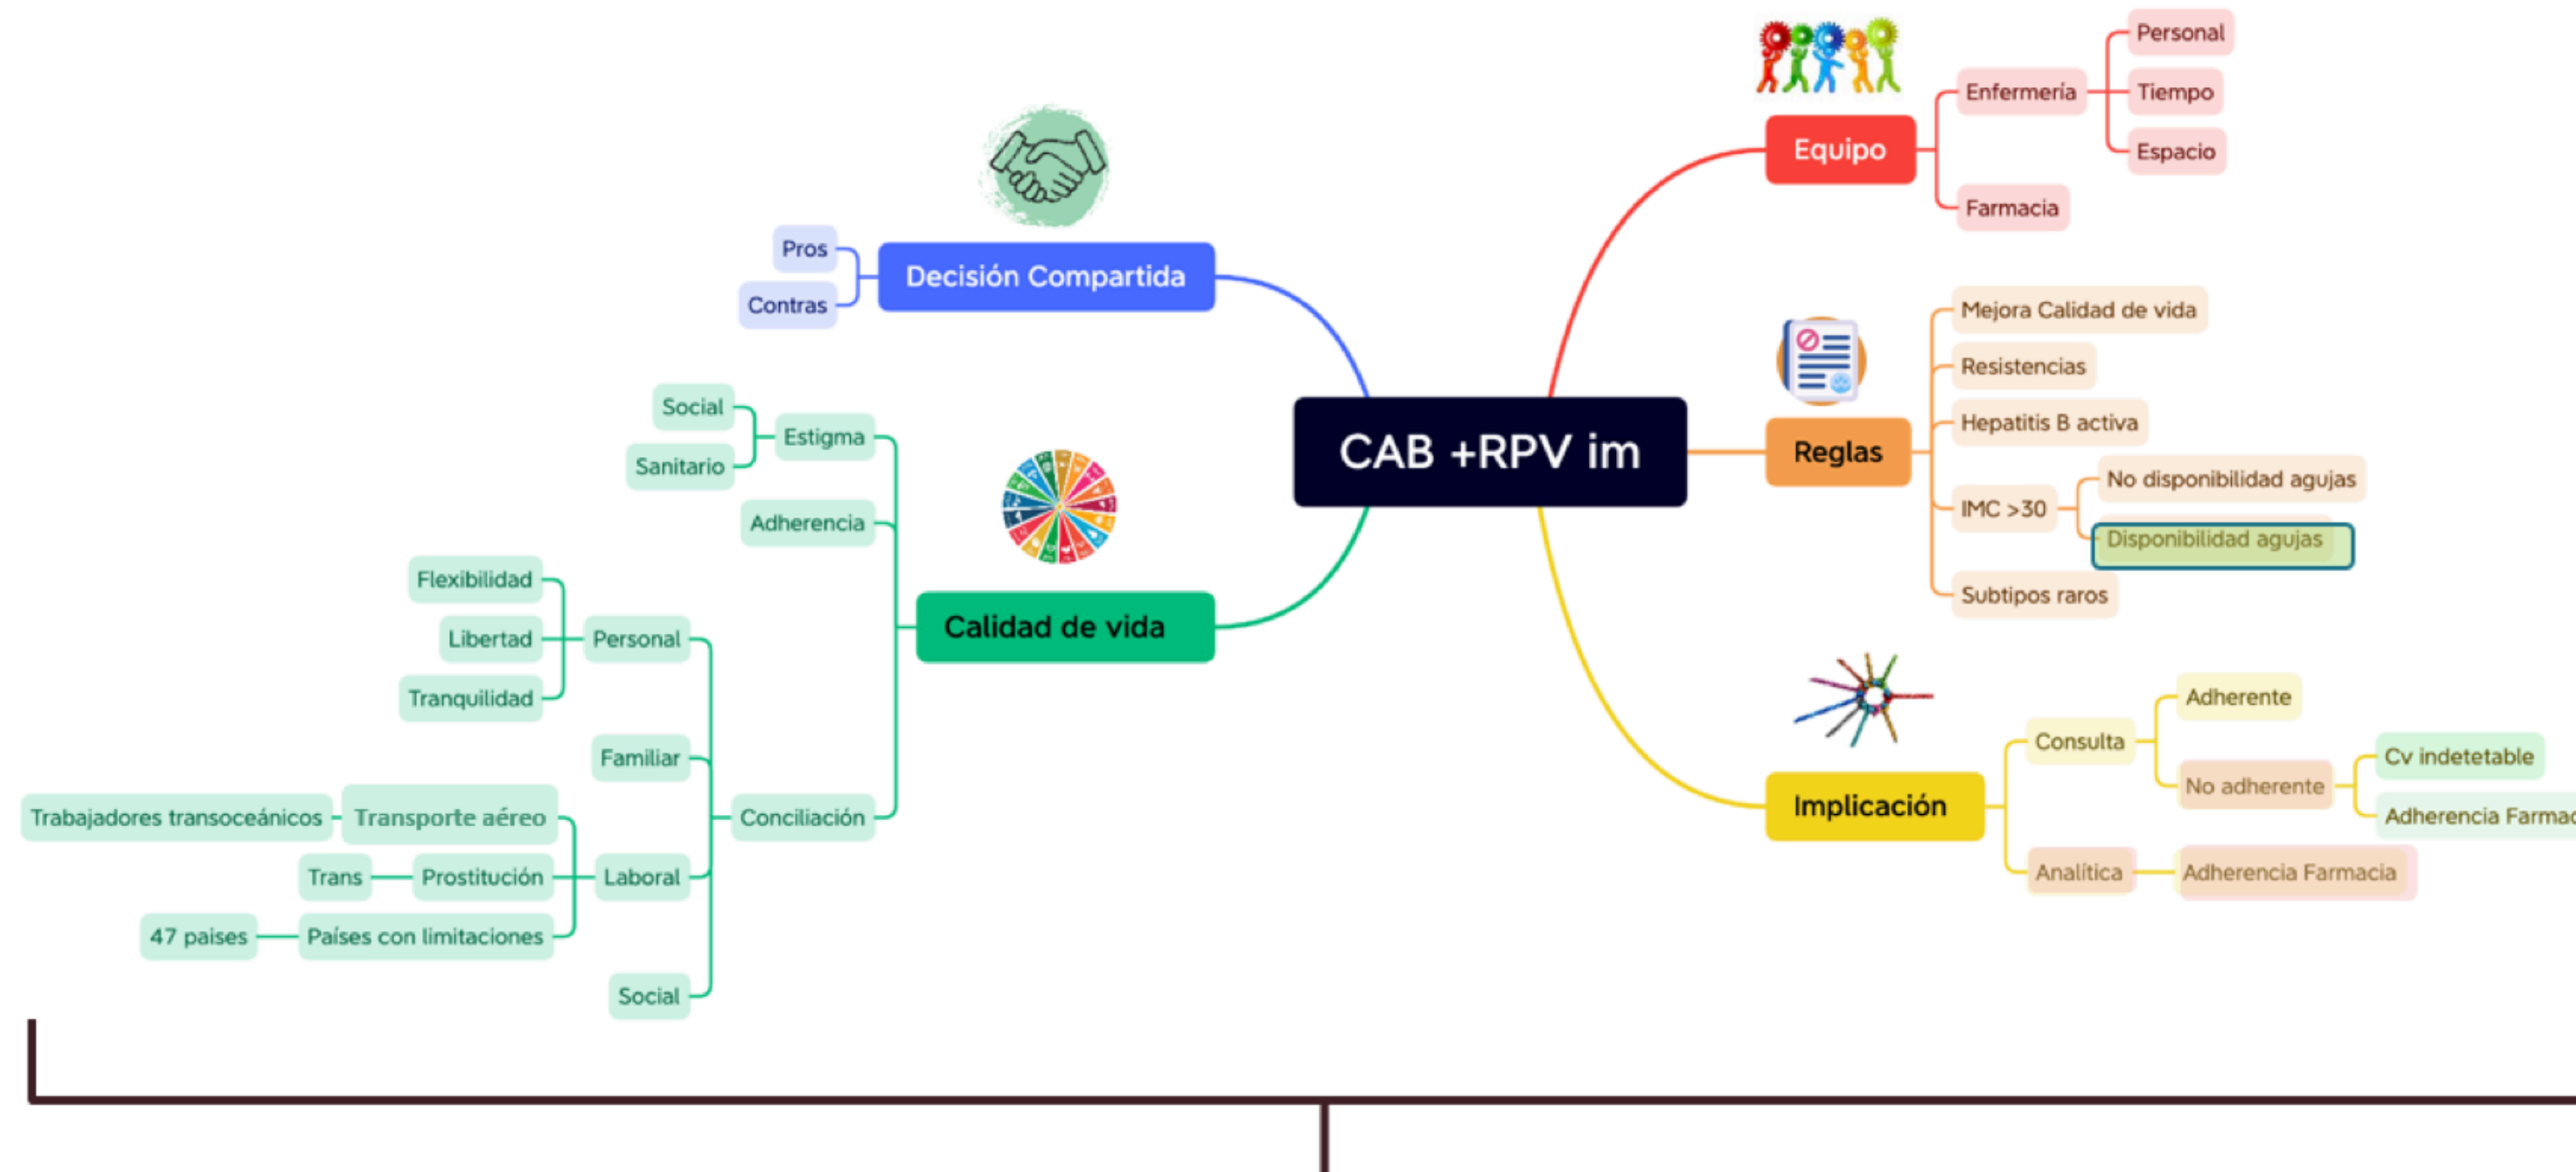 CAB +RPV im
Decisión Compartida
Pros
Contras
Calidad de vida
Estigma
Social
Sanitario
Adherencia
Conciliación
Personal
Flexibilidad
Libertad
Tranquilidad
Familiar
Laboral
Transporte aéreo
Trabajadores transoceánicos
Prostitución
Trans
Países con limitaciones
47 paises
Social
Equipo
Enfermería
Personal
Tiempo
Espacio
Farmacia
Reglas
Mejora Calidad de vida
Resistencias
Hepatitis B activa
IMC >30
No disponibilidad agujas
Disponibilidad agujas
Subtipos raros
Implicación
Consulta
Adherente
No adherente
Cv indetetable
Adherencia Farmac
Analítica
Adherencia Farmacia